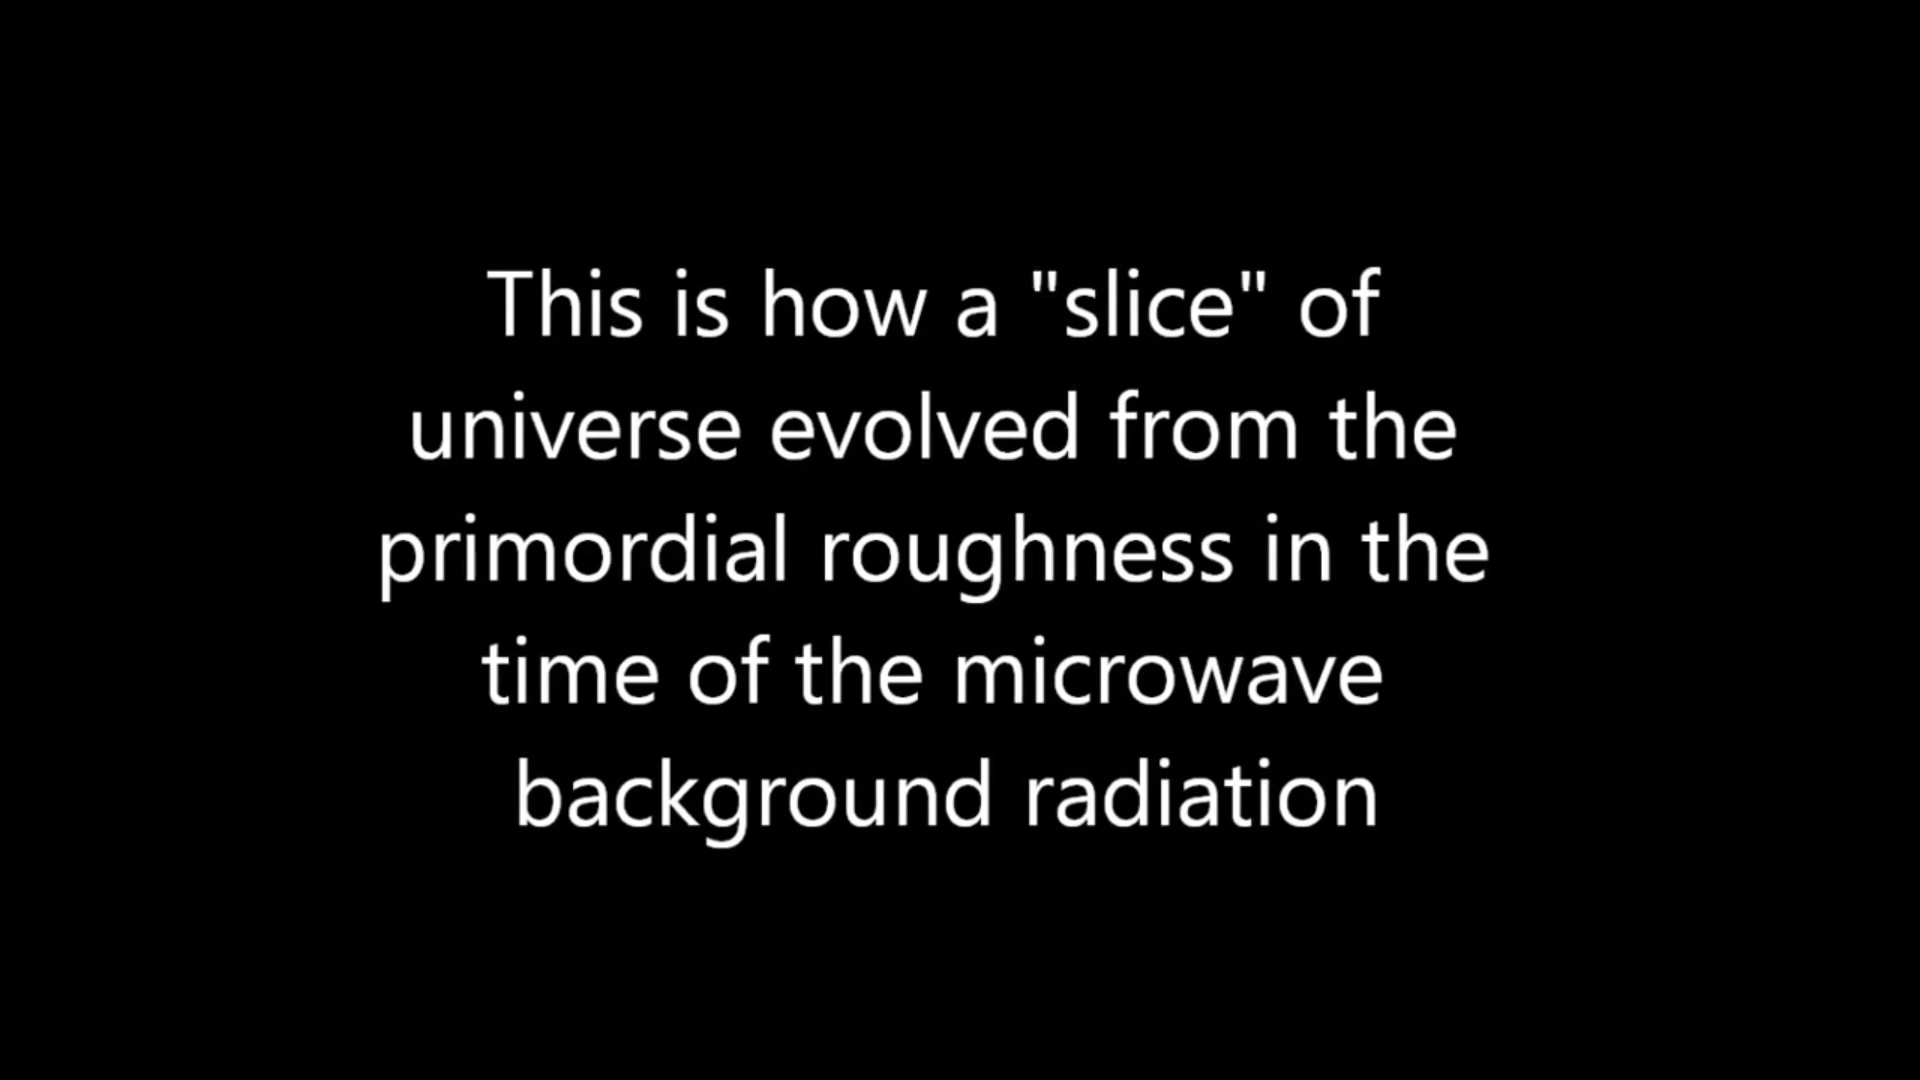 This is how a "slice" of
universe evolved from the
primordial roughness in the
time of the microwave
background radiation